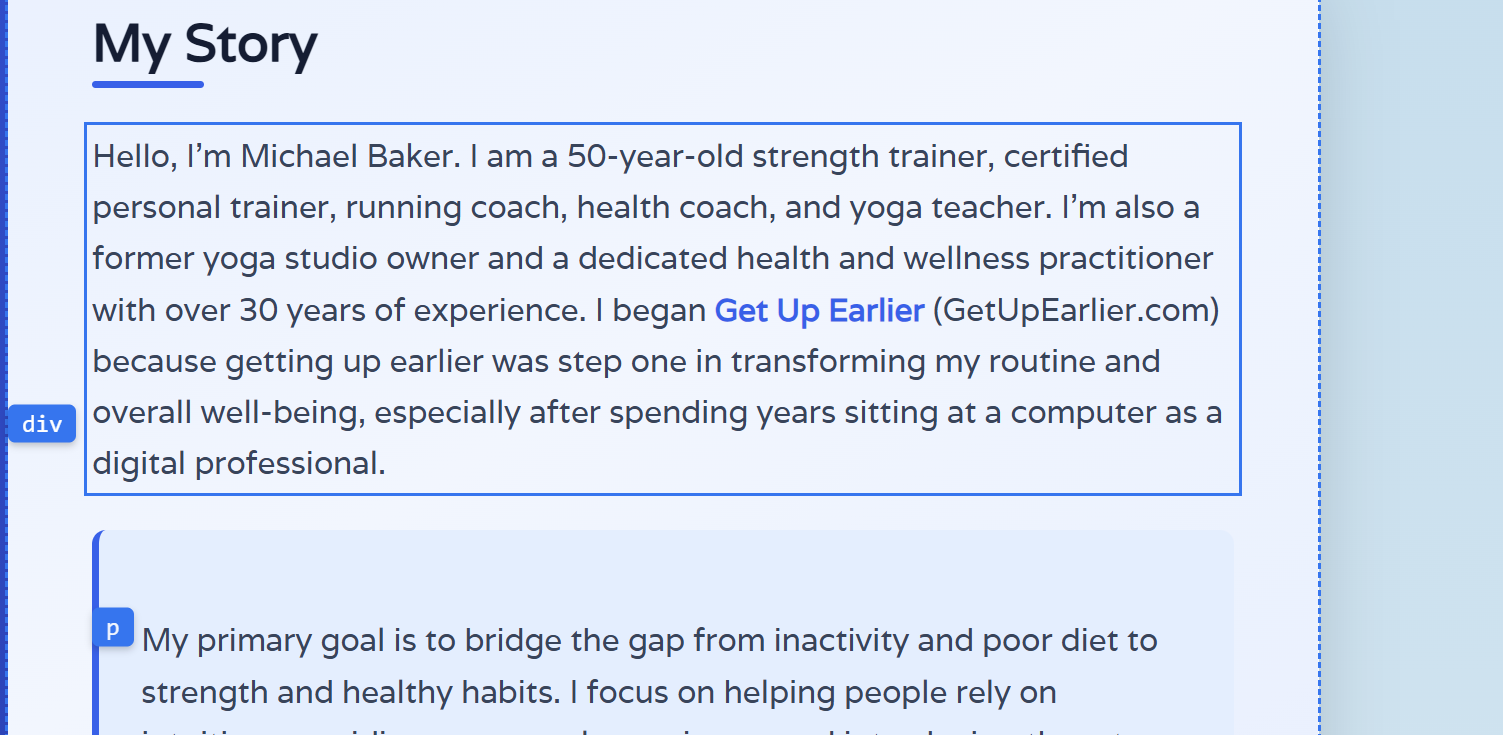 My Story
Hello, I’m Michael Baker. I am a 50-year-old strength trainer, certified
personal trainer, running coach, health coach, and yoga teacher. I’m also a
former yoga studio owner and a dedicated health and wellness practitioner
with over 30 years of experience. I began Get Up Earlier (GetUpEarlier.com)
because getting up earlier was step one in transforming my routine and
overall well-being, especially after spending years sitting at a computer as a
digital professional.
div
p
My primary goal is to bridge the gap from inactivity and poor diet to
strength and healthy habits. I focus on helping people rely on